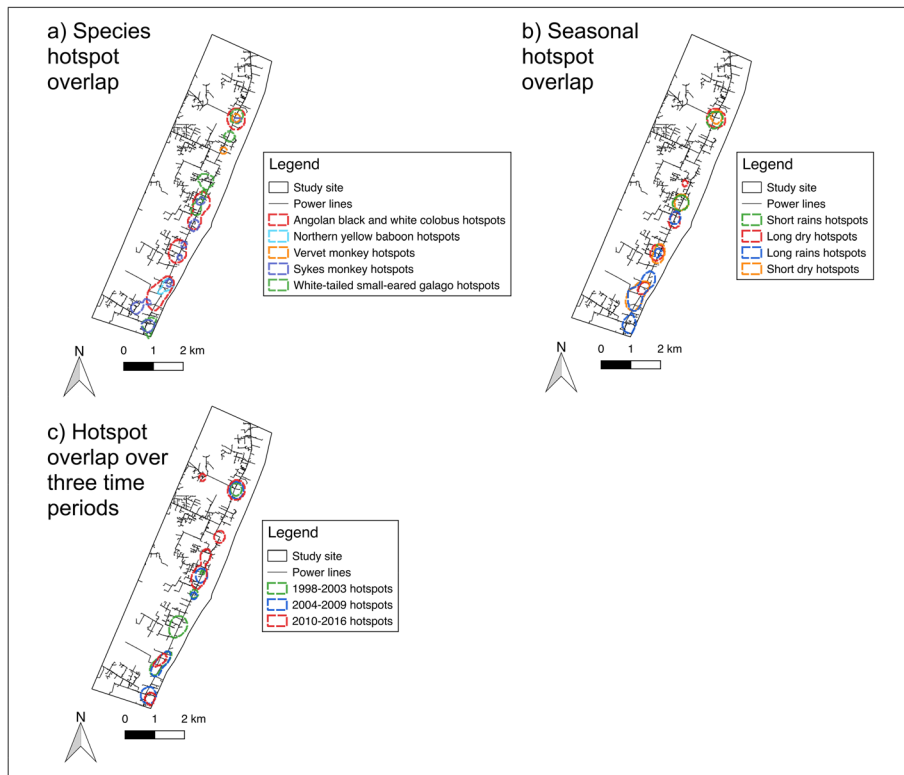 a) Species
hotspot
overlap
Legend
Study site
Power lines
Angolan black and white colobus hotspots
Northern yellow baboon hotspots
Vervet monkey hotspots
Sykes monkey hotspots
White-tailed small-eared galago hotspots
N
0 1 2 km
b) Seasonal
hotspot
overlap
Legend
Study site
Power lines
Short rains hotspots
Long dry hotspots
Long rains hotspots
Short dry hotspots
N
0 1 2 km
c) Hotspot
overlap over
three time
periods
Legend
Study site
Power lines
1998-2003 hotspots
2004-2009 hotspots
2010-2016 hotspots
N
0 1 2 km